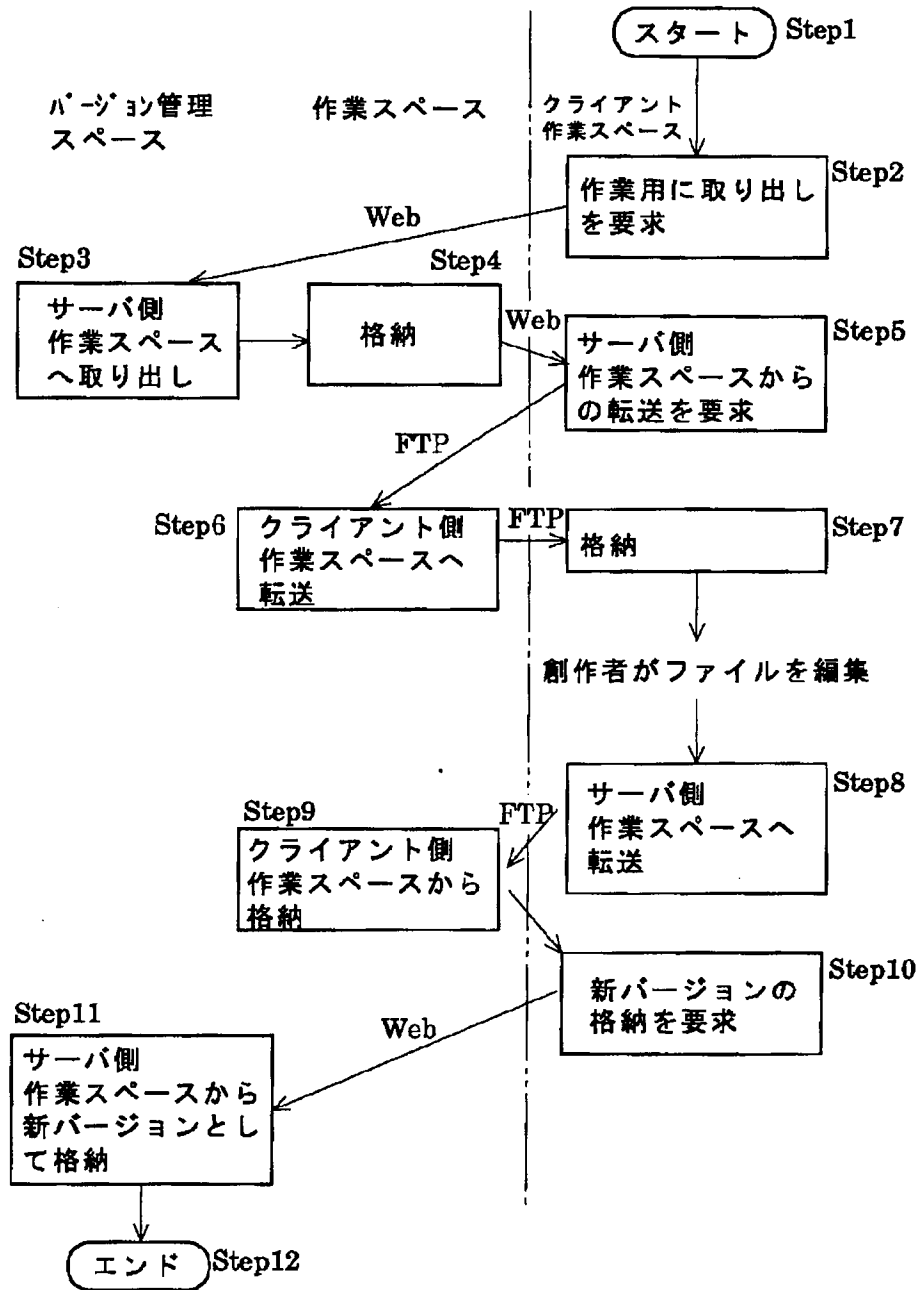 スタート Step1
バージョン管理
スペース
作業スペース
クライアント
作業スペース
Step2
作業用に取り出し
を要求
Web
Step3
サーバ側
作業スペース
へ取り出し
Step4
格納
Web
Step5
サーバ側
作業スペースから
の転送を要求
FTP
Step6
クライアント側
作業スペースへ
転送
FTP
Step7
格納
創作者がファイルを編集
Step8
サーバ側
作業スペースへ
転送
FTP
Step9
クライアント側
作業スペースから
格納
Step10
新バージョンの
格納を要求
Web
Step11
サーバ側
作業スペースから
新バージョンとし
て格納
エンド Step12